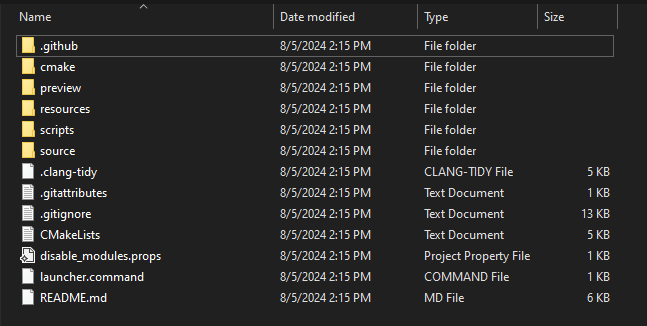 Name Date modified Type Size
.github 8/5/2024 2:15 PM File folder
cmake 8/5/2024 2:15 PM File folder
preview 8/5/2024 2:15 PM File folder
resources 8/5/2024 2:15 PM File folder
scripts 8/5/2024 2:15 PM File folder
source 8/5/2024 2:15 PM File folder
.clang-tidy 8/5/2024 2:15 PM CLANG-TIDY File 5 KB
.gitattributes 8/5/2024 2:15 PM Text Document 1 KB
.gitignore 8/5/2024 2:15 PM Text Document 13 KB
CMakeLists 8/5/2024 2:15 PM Text Document 5 KB
disable_modules.props 8/5/2024 2:15 PM Project Property File 1 KB
launcher.command 8/5/2024 2:15 PM COMMAND File 1 KB
README.md 8/5/2024 2:15 PM MD File 6 KB